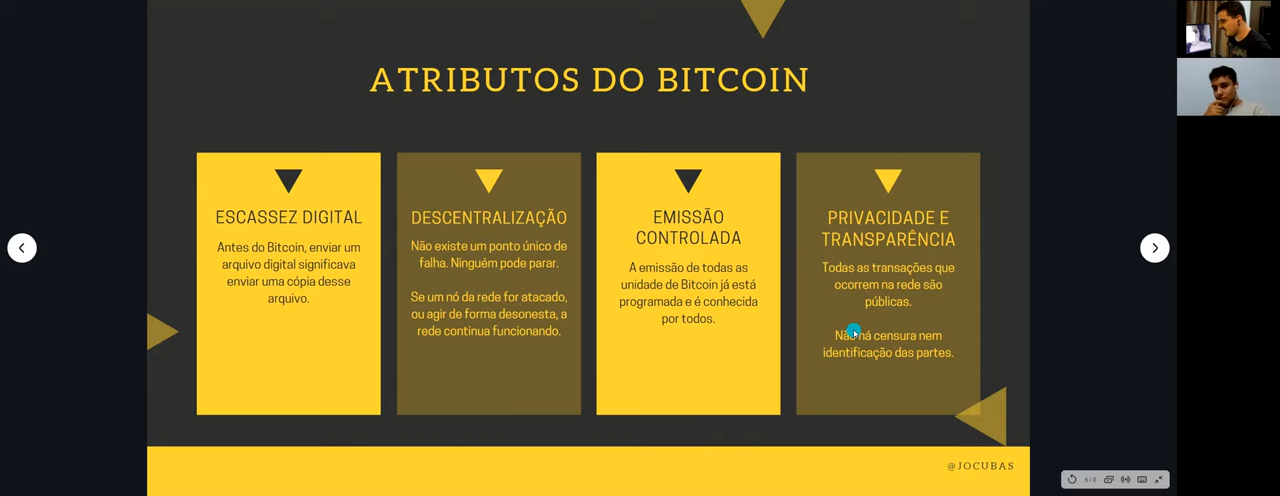 ATRIBUTOS DO BITCOIN
ESCASSEZ DIGITAL
Antes do Bitcoin, enviar um
arquivo digital significava
enviar uma cópia desse
arquivo.
DESCENTRALIZAÇÃO
Não existe um ponto único de
falha. Ninguém pode parar.
Se um nó da rede for atacado,
ou agir de forma desonesta, a
rede continua funcionando.
EMISSÃO
CONTROLADA
A emissão de todas as
unidade de Bitcoin já está
programada e é conhecida
por todos.
PRIVACIDADE E
TRANSPARÊNCIA
Todas as transações que
ocorrem na rede são
públicas.
Não há censura nem
identificação das partes.
@JOCUBAS